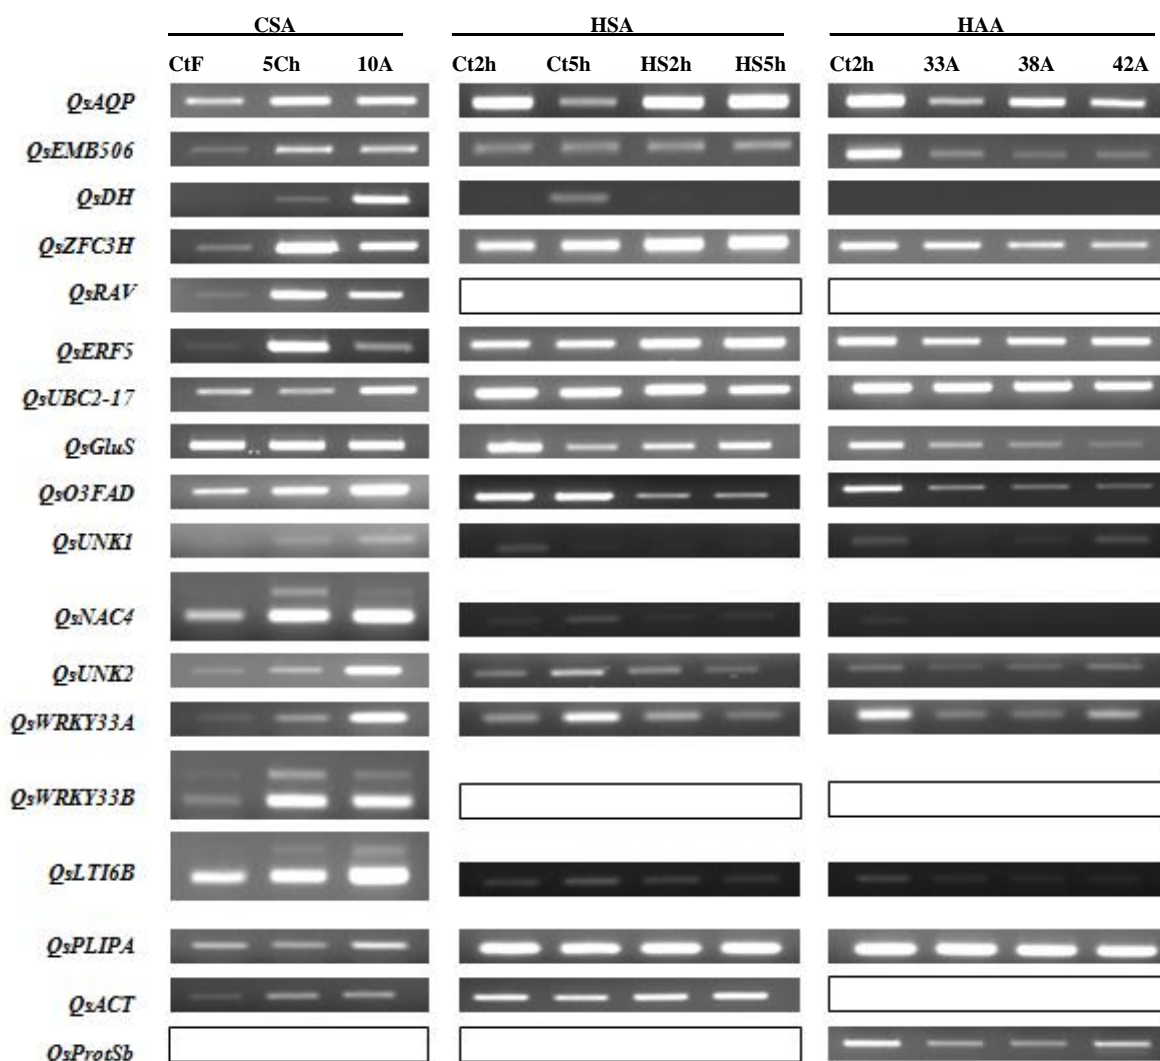 CSA HSA HAA
CtF 5Ch 10A Ct2h Ct5h HS2h HS5h Ct2h 33A 38A 42A
QsAQP
QsEMB506
QsDH
QsZFC3H
QsRAV
QsERF5
QsUBC2-17
QsGluS
QsO3FAD
QsUNK1
QsNAC4
QsUNK2
QsWRKY33A
QsWRKY33B
QsLTI6B
QsPLIPA
QsACT
QsProtSb